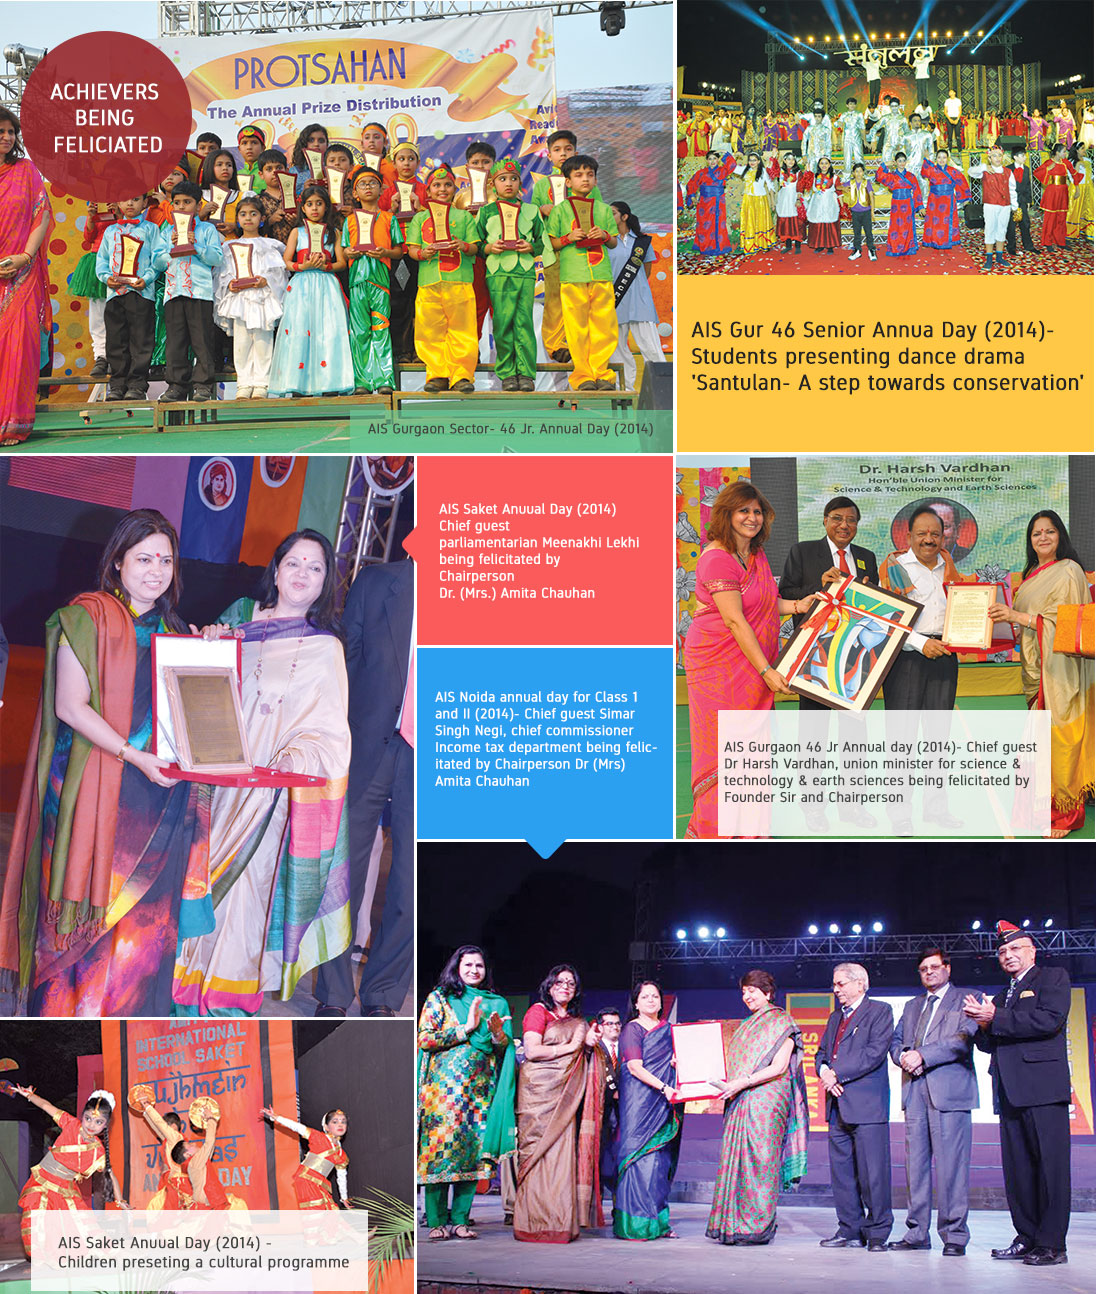 ACHIEVERS
BEING
FELICIATED
PROTSAHAN
The Annual Prize Distribution
AIS Gurgaon Sector- 46 Jr. Annual Day (2014)
संतुलन
AIS Gur 46 Senior Annua Day (2014)-
Students presenting dance drama
'Santulan- A step towards conservation'
AIS Saket Anuual Day (2014)
Chief guest
parliamentarian Meenakhi Lekhi
being felicitated by
Chairperson
Dr. (Mrs.) Amita Chauhan
Dr. Harsh Vardhan
Hon'ble Union Minister for
Science & Technology and Earth Sciences
AIS Gurgaon 46 Jr Annual day (2014)- Chief guest
Dr Harsh Vardhan, union minister for science &
technology & earth sciences being felicitated by
Founder Sir and Chairperson
AIS Noida annual day for Class 1
and II (2014)- Chief guest Simar
Singh Negi, chief commissioner
Income tax department being felic-
itated by Chairperson Dr (Mrs)
Amita Chauhan
SRILANKA
INTERNATIONAL
SCHOOL SAKET
DAY
AIS Saket Anuual Day (2014) -
Children preseting a cultural programme